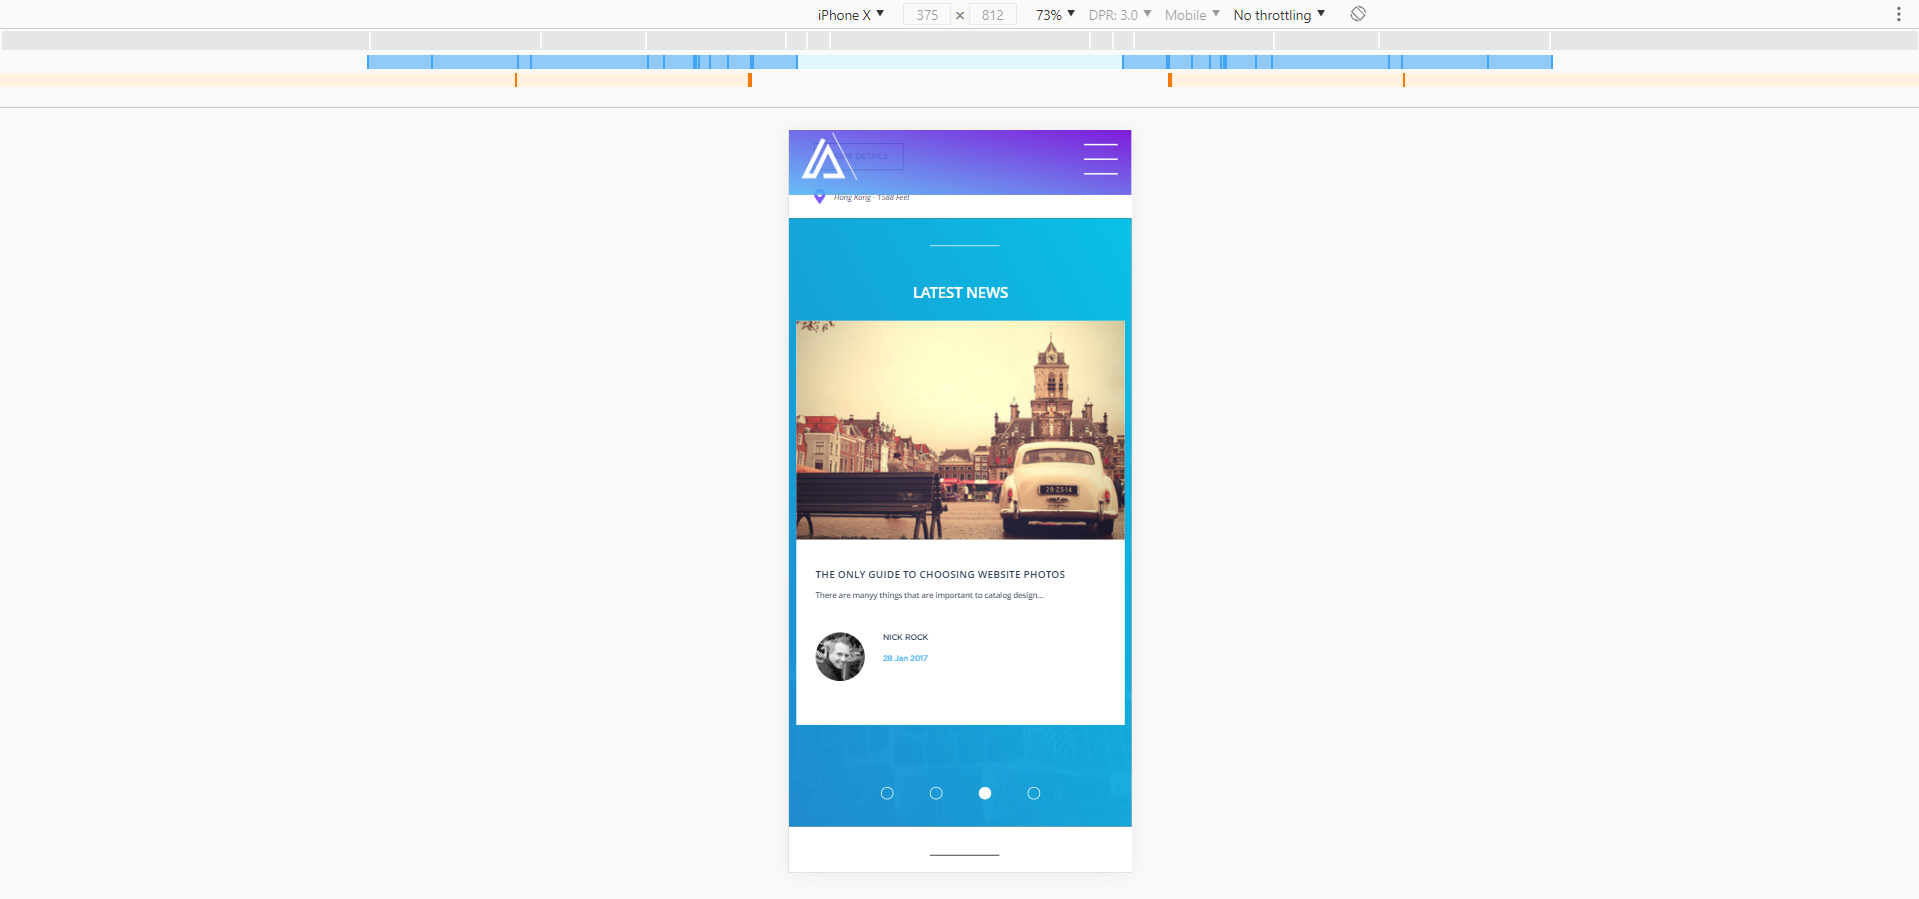 iPhone X 375 × 812 73% DPR: 3.0 Mobile No throttling
DETAILS
Hong Kong - 1588 Feet
LATEST NEWS
28-ZS-14
THE ONLY GUIDE TO CHOOSING WEBSITE PHOTOS
There are manyy things that are important to catalog design...
NICK ROCK
28 Jan 2017